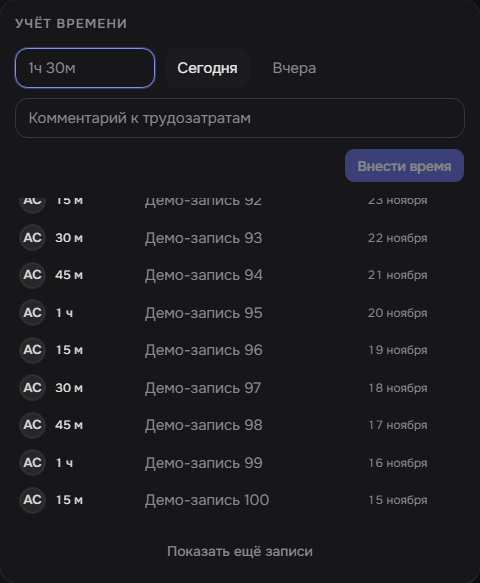 УЧЁТ ВРЕМЕНИ
1ч 30м Сегодня Вчера
Комментарий к трудозатратам
Внести время
АС 15 м Демо-запись 92 23 ноября
АС 30 м Демо-запись 93 22 ноября
АС 45 м Демо-запись 94 21 ноября
АС 1 ч Демо-запись 95 20 ноября
АС 15 м Демо-запись 96 19 ноября
АС 30 м Демо-запись 97 18 ноября
АС 45 м Демо-запись 98 17 ноября
АС 1 ч Демо-запись 99 16 ноября
АС 15 м Демо-запись 100 15 ноября
Показать ещё записи